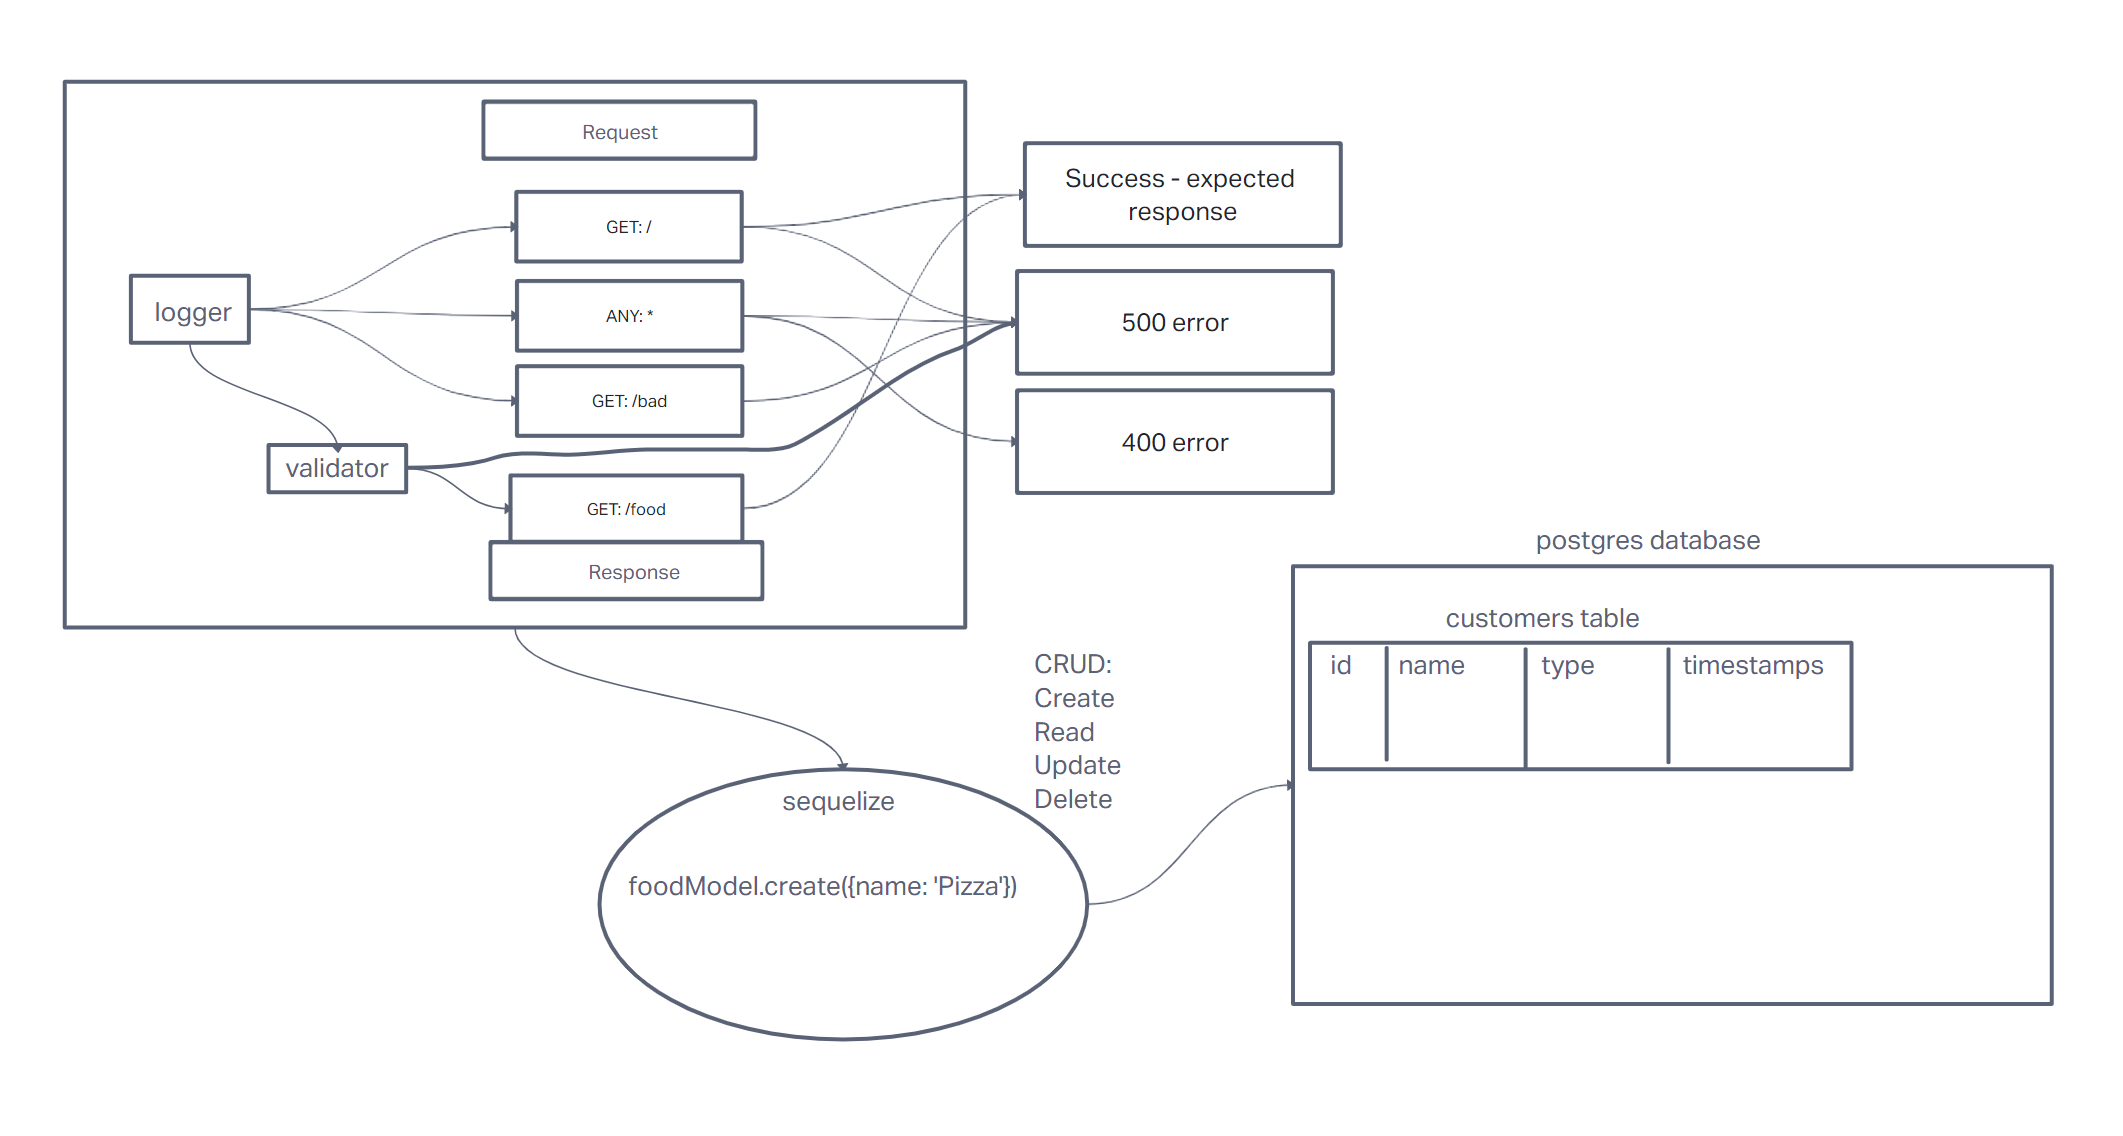 Request
GET: /
ANY: *
GET: /bad
logger
validator
GET: /food
Response
Success - expected
response
500 error
400 error
postgres database
customers table
id name type timestamps
CRUD:
Create
Read
Update
Delete
sequelize
foodModel.create({name: 'Pizza'})